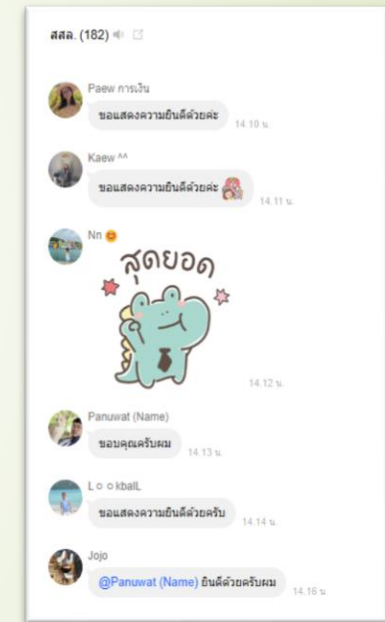 สสล. (182)
Paew การเงิน
ขอแสดงความยินดีด้วยค่ะ
14.10 น.
Kaew ^^
ขอแสดงความยินดีด้วยค่ะ
14.11 น.
Nn
สุดยอด
14.12 น.
Panuwat (Name)
ขอบคุณครับผม
14.13 น.
L o o kballL
ขอแสดงความยินดีด้วยครับ
14.14 น.
Jojo
@Panuwat (Name) ยินดีด้วยครับผม
14.16 น